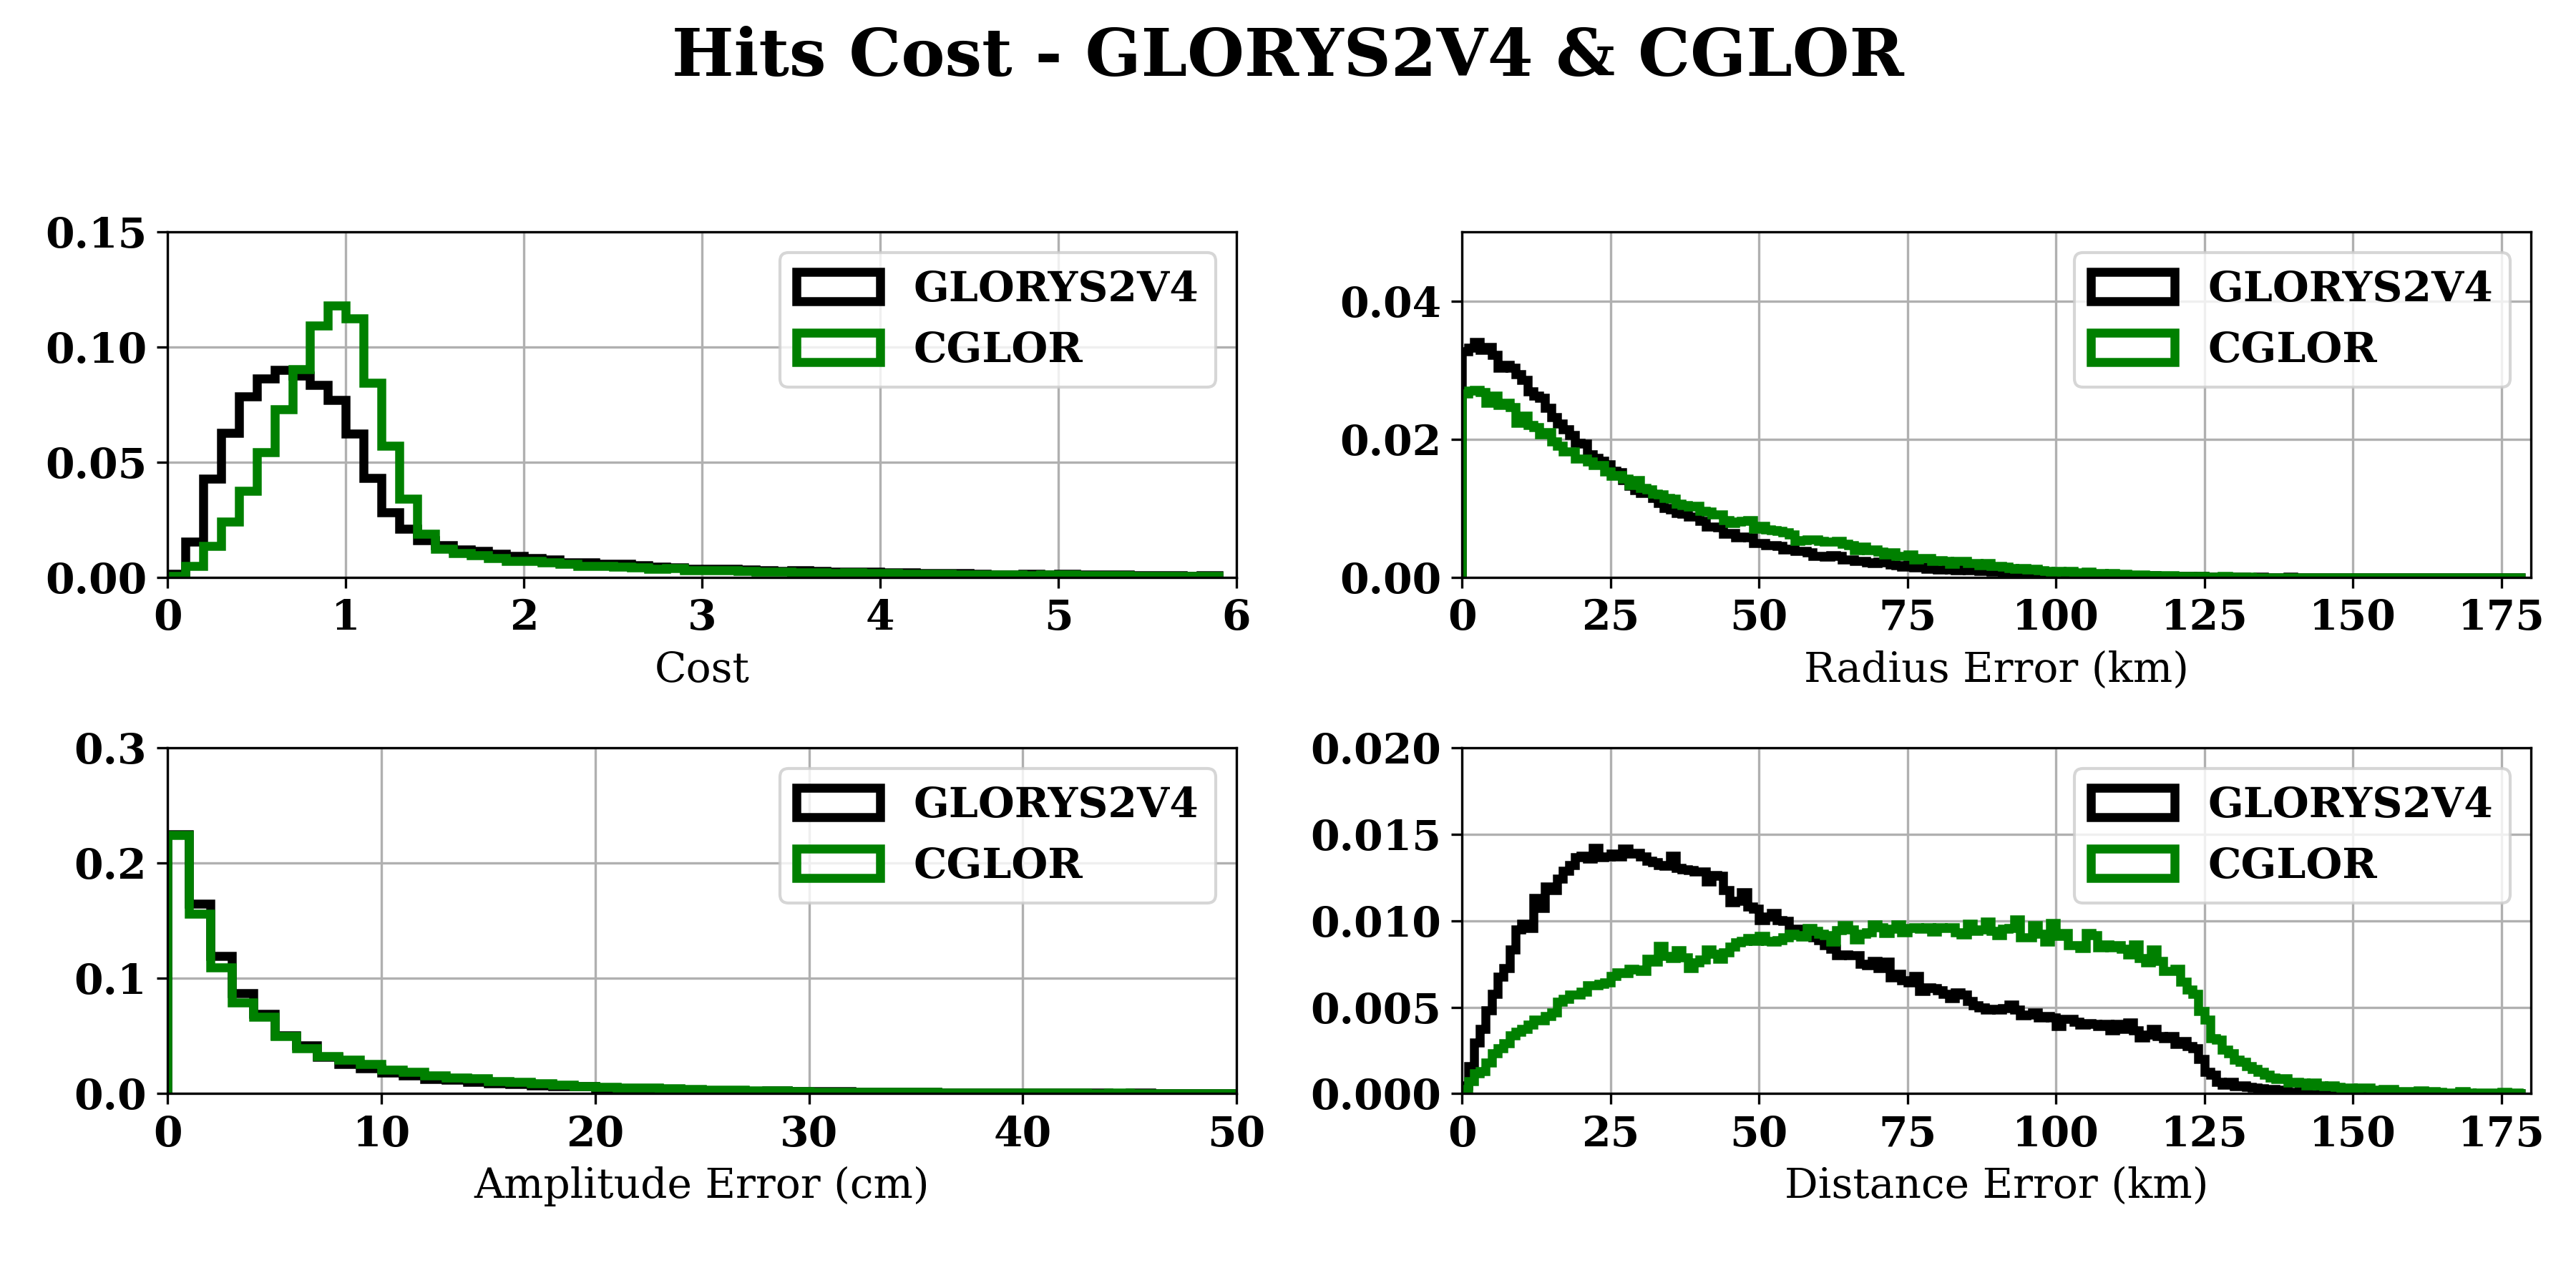 Hits Cost - GLORYS2V4 & CGLOR
0.15
0.10
0.05
0.00
GLORYS2V4
CGLOR
0 1 2 3 4 5 6
Cost
0.04
0.02
0.00
GLORYS2V4
CGLOR
0 25 50 75 100 125 150 175
Radius Error (km)
0.3
0.2
0.1
0.0
GLORYS2V4
CGLOR
0 10 20 30 40 50
Amplitude Error (cm)
0.020
0.015
0.010
0.005
0.000
GLORYS2V4
CGLOR
0 25 50 75 100 125 150 175
Distance Error (km)